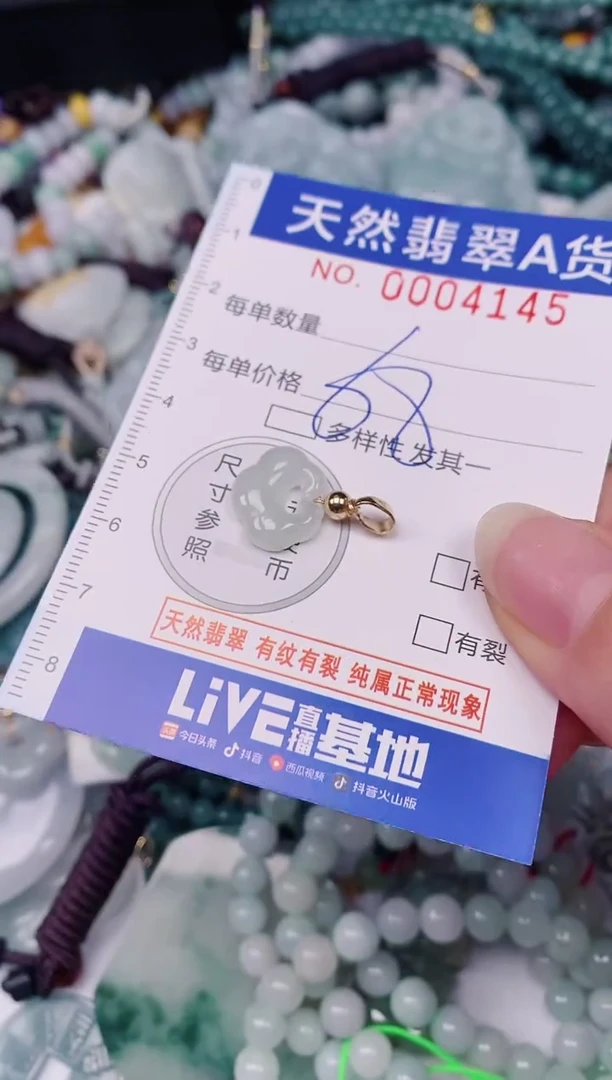 天然翡翠A货
NO. 0004145
每单数量
每单价格 68
多样性 发其一
尺寸参照 币
有裂
天然翡翠 有纹有裂 纯属正常现象
LiVE直播基地
头条 今日头条 抖音 西瓜视频 抖音火山版
0
1
2
3
4
5
6
7
8